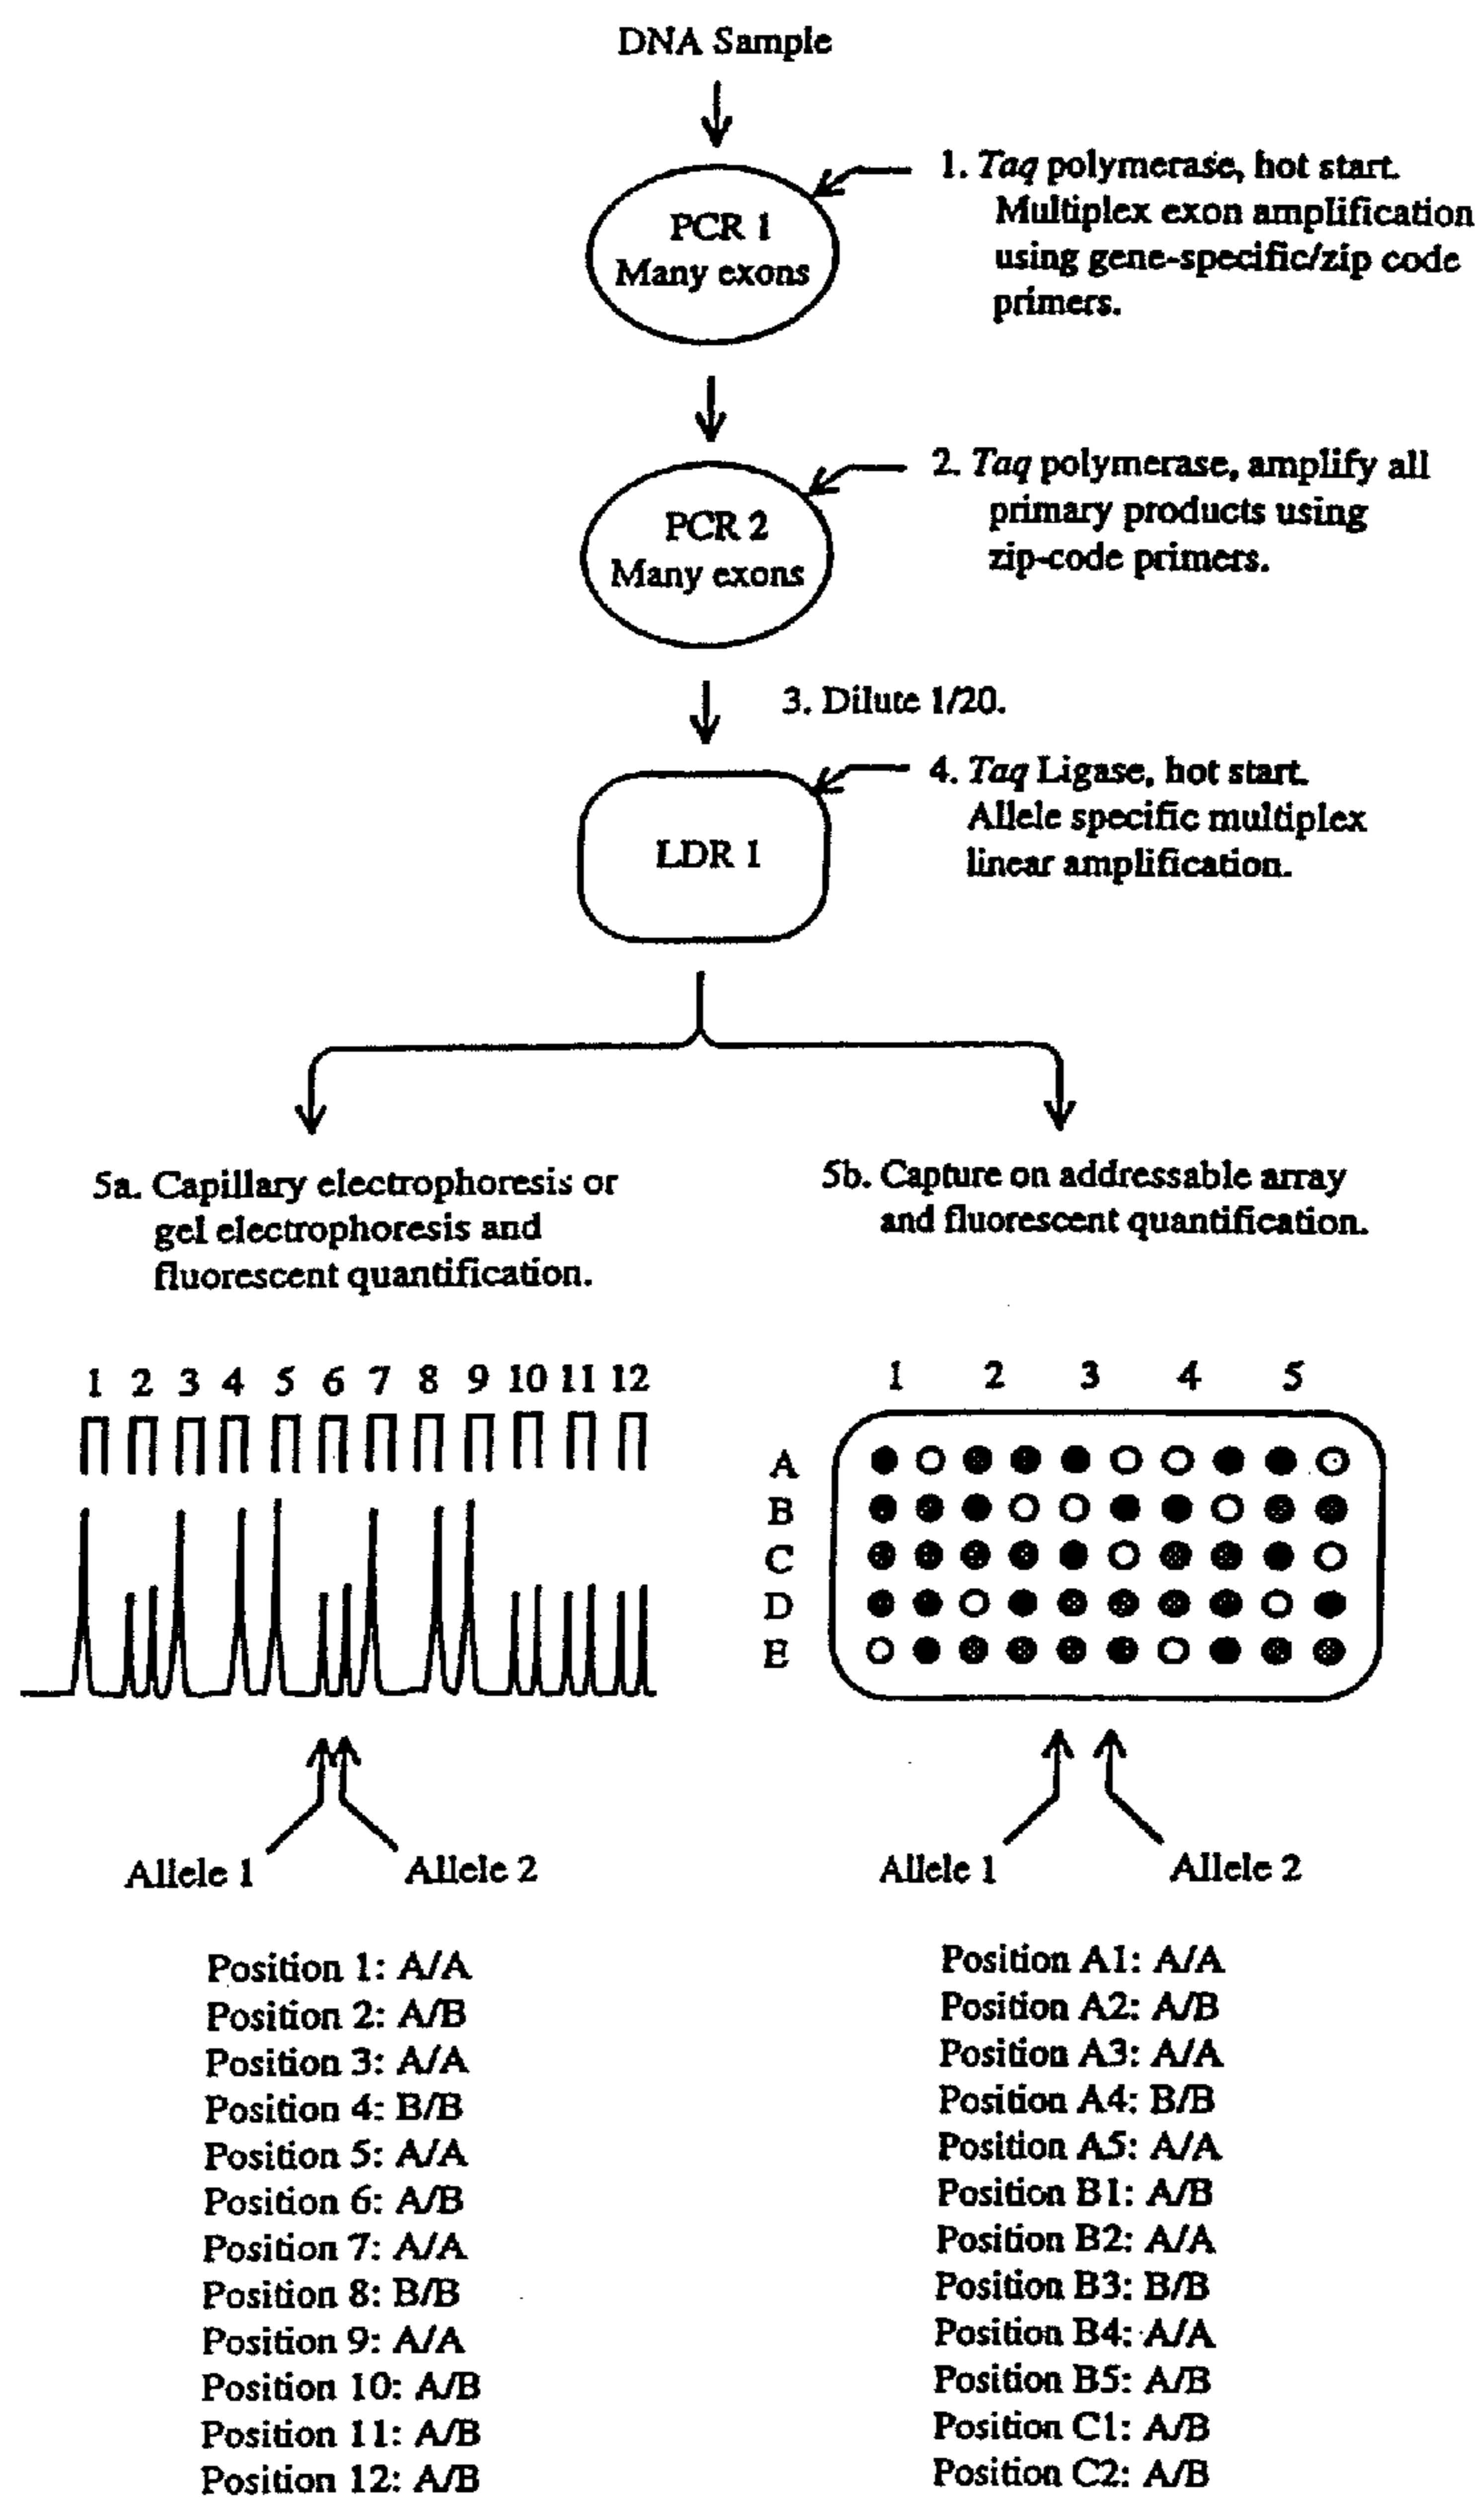 DNA Sample
PCR 1
Many exons
1. Taq polymerase, hot start.
Multiplex exon amplification
using gene-specific/zip code
primers.
PCR 2
Many exons
2. Taq polymerase, amplify all
primary products using
zip-code primers.
3. Dilute 1/20.
LDR 1
4. Taq Ligase, hot start.
Allele specific multiplex
linear amplification.
5a. Capillary electrophoresis or
gel electrophoresis and
fluorescent quantification.
5b. Capture on addressable array
and fluorescent quantification.
1 2 3 4 5 6 7 8 9 10 11 12
1 2 3 4 5
A
B
C
D
E
Allele 1
Allele 2
Allele 1
Allele 2
Position 1: A/A
Position 2: A/B
Position 3: A/A
Position 4: B/B
Position 5: A/A
Position 6: A/B
Position 7: A/A
Position 8: B/B
Position 9: A/A
Position 10: A/B
Position 11: A/B
Position 12: A/B
Position A1: A/A
Position A2: A/B
Position A3: A/A
Position A4: B/B
Position A5: A/A
Position B1: A/B
Position B2: A/A
Position B3: B/B
Position B4: A/A
Position B5: A/B
Position C1: A/B
Position C2: A/B